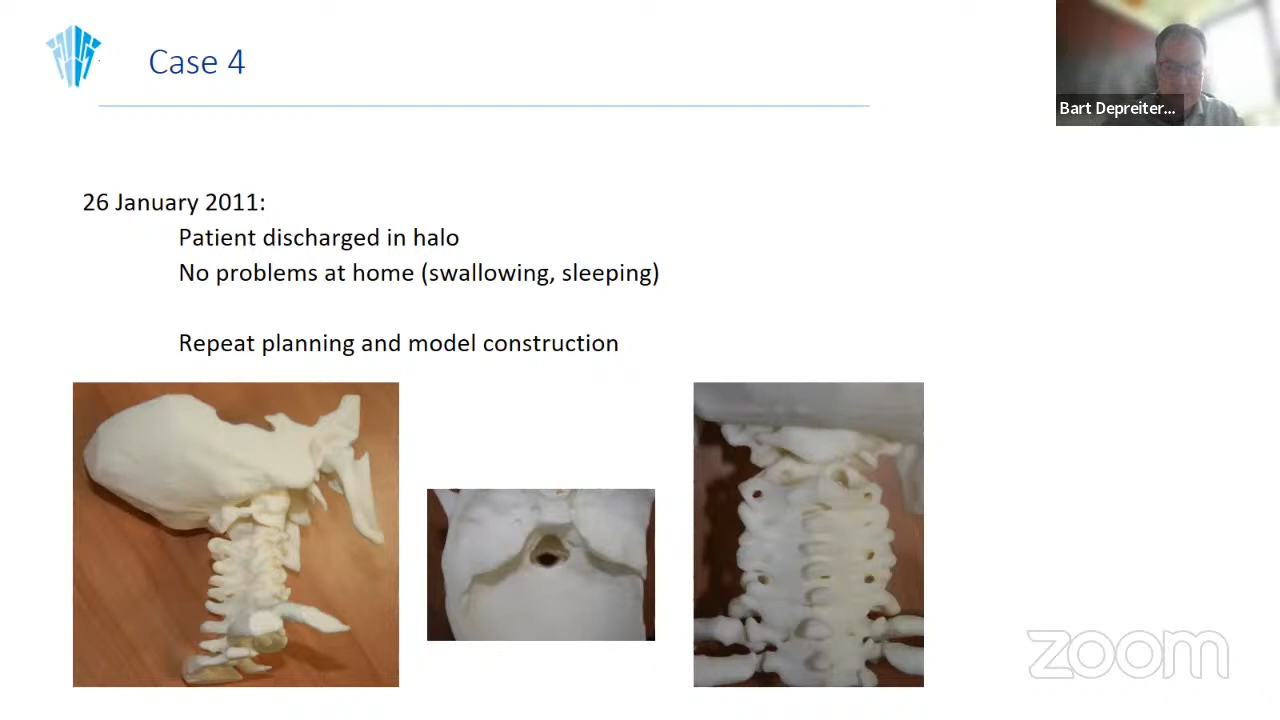 Case 4
Bart Depreiter...
26 January 2011:
Patient discharged in halo
No problems at home (swallowing, sleeping)
Repeat planning and model construction
zoom